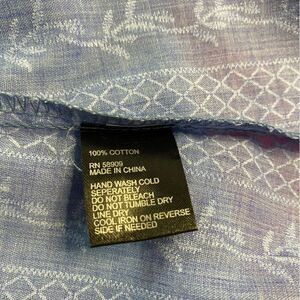 100% COTTON
RN 58909
MADE IN CHINA
HAND WASH COLD
SEPERATELY
DO NOT BLEACH
DO NOT TUMBLE DRY
LINE DRY
COOL IRON ON REVERSE
SIDE IF NEEDED